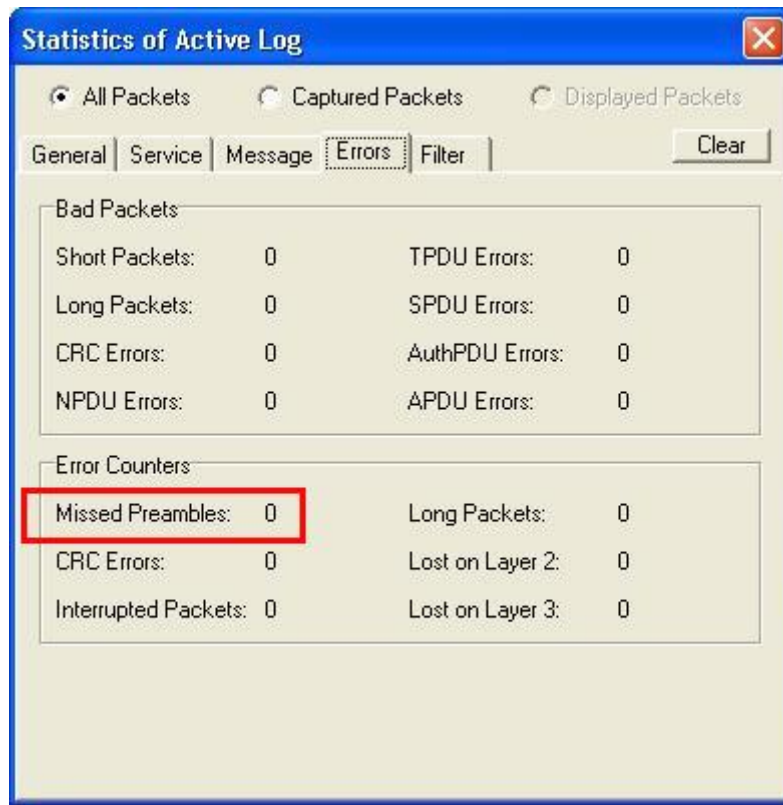 Statistics of Active Log
All Packets Captured Packets Displayed Packets
General Service Message Errors Filter Clear
Bad Packets
Short Packets: 0 TPDU Errors: 0
Long Packets: 0 SPDU Errors: 0
CRC Errors: 0 AuthPDU Errors: 0
NPDU Errors: 0 APDU Errors: 0
Error Counters
Missed Preambles: 0 Long Packets: 0
CRC Errors: 0 Lost on Layer 2: 0
Interrupted Packets: 0 Lost on Layer 3: 0